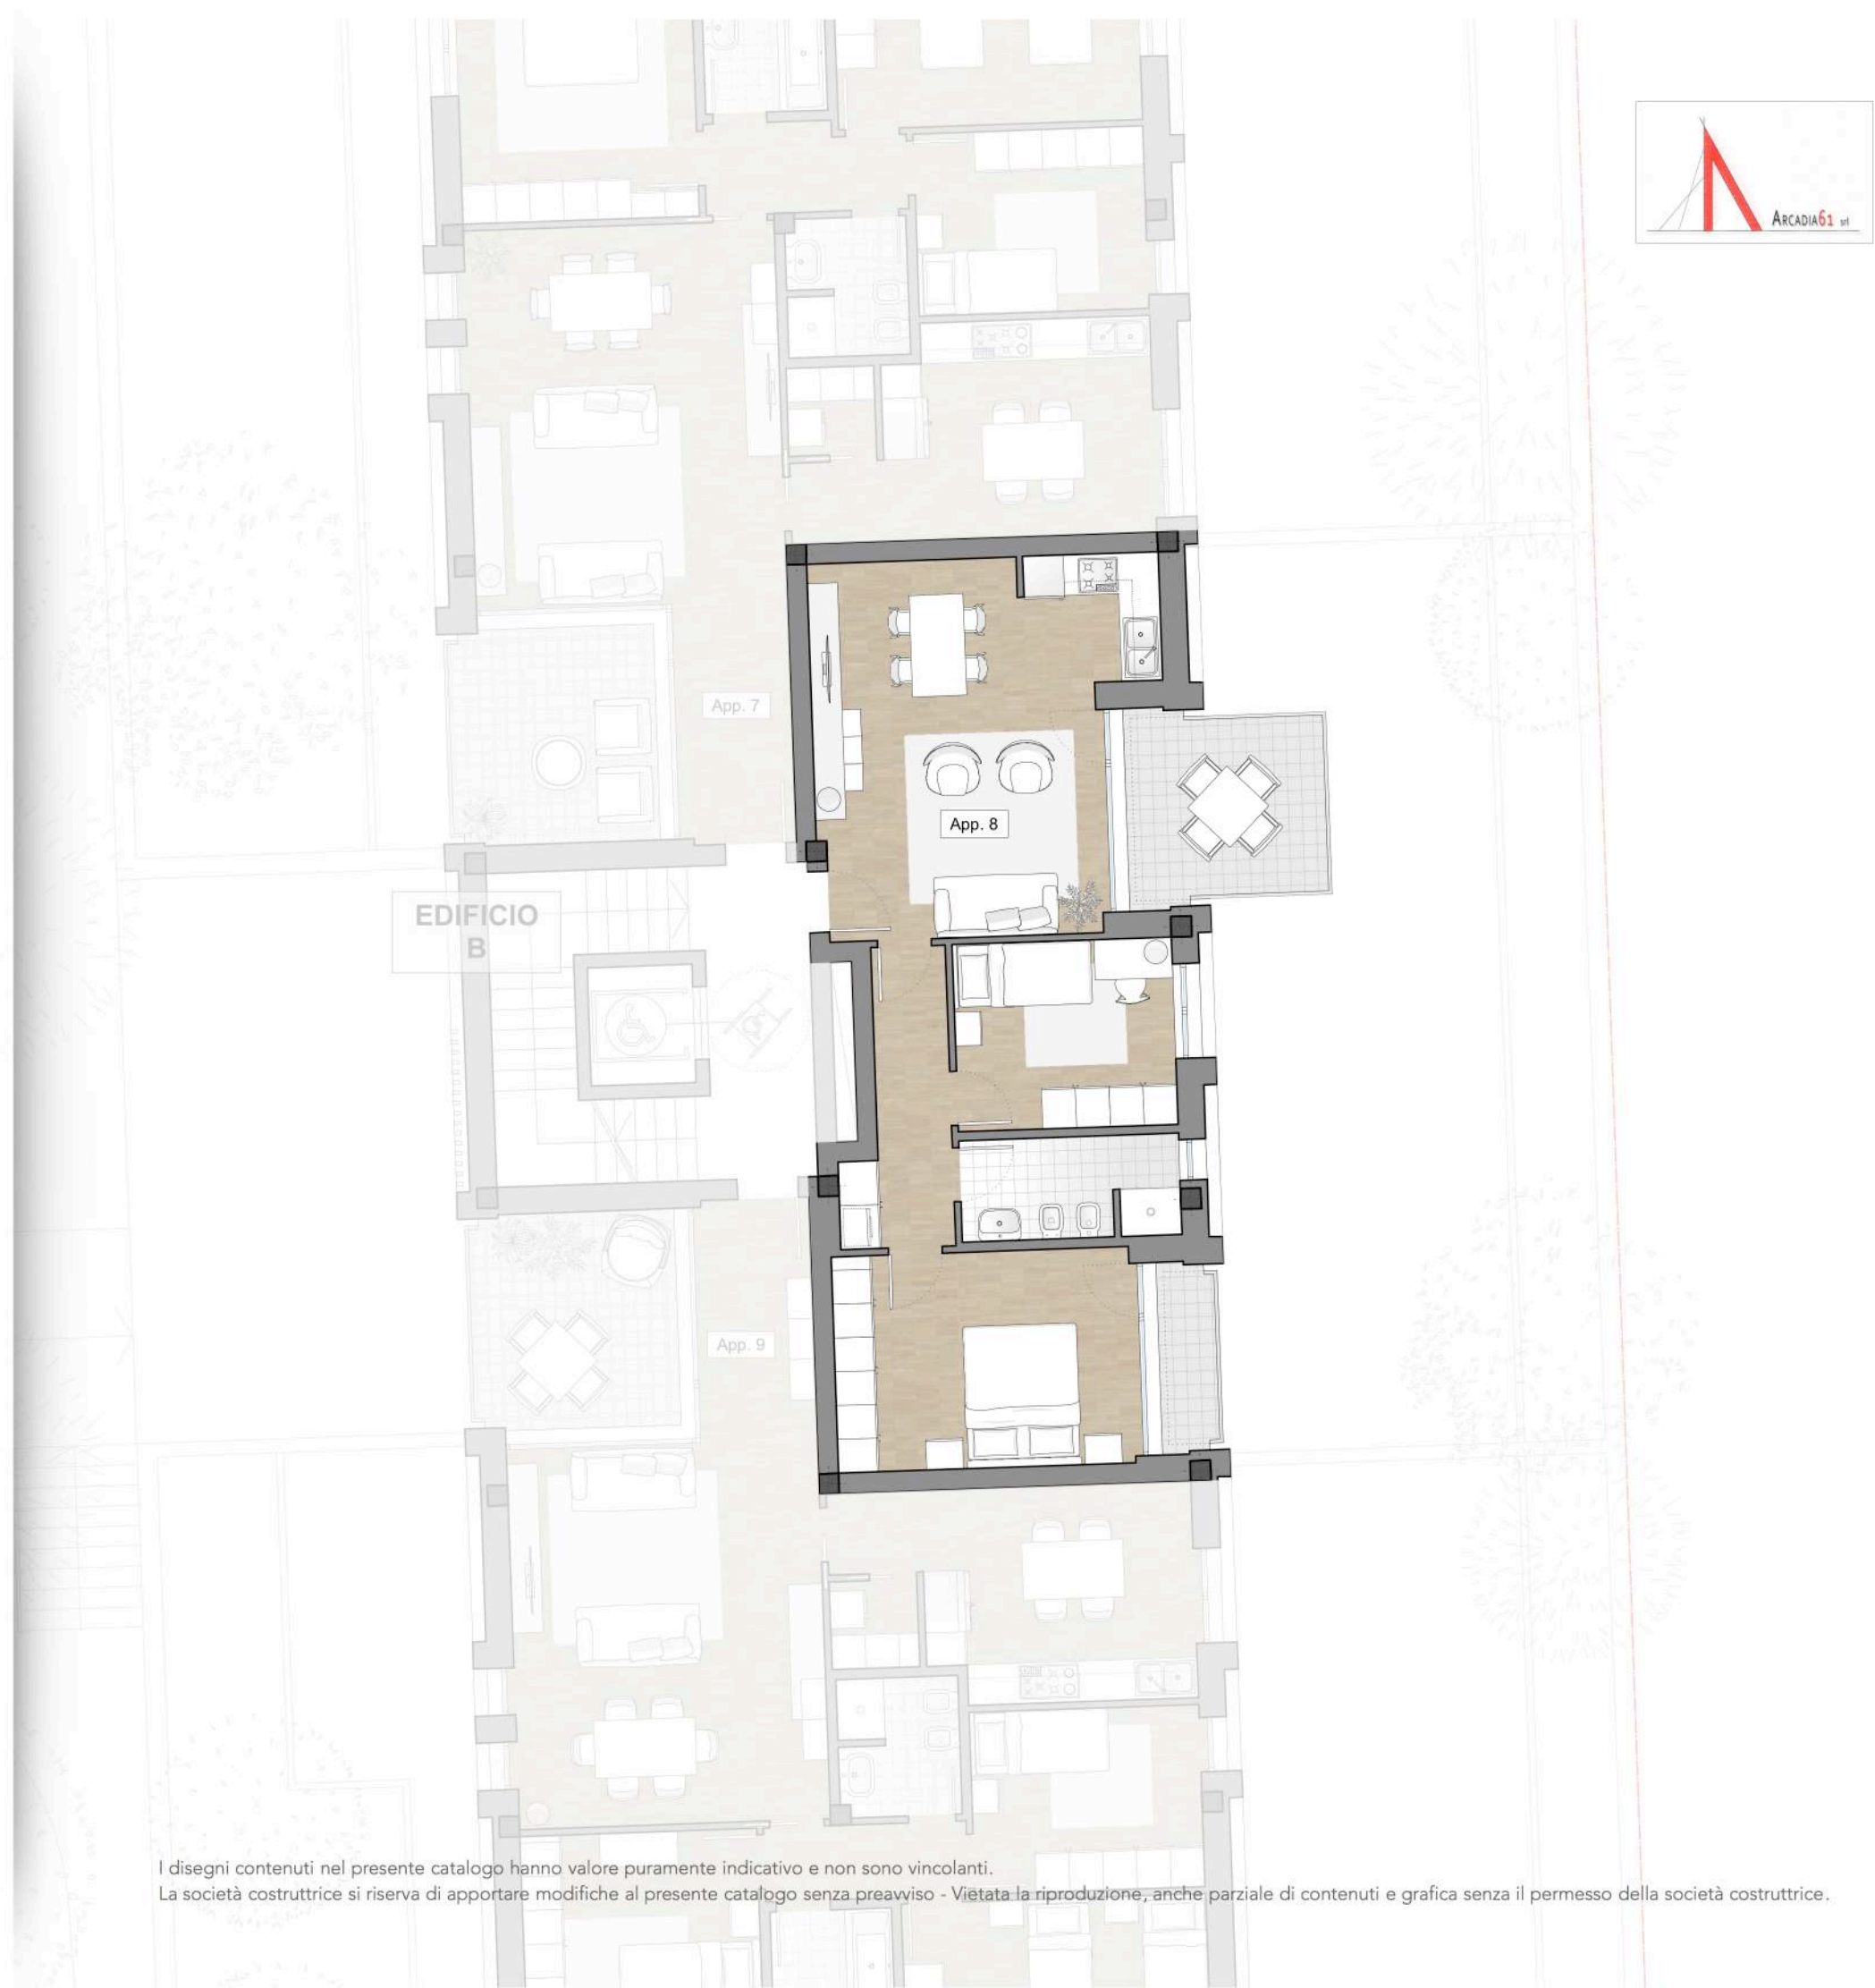 ARCADIA61 srl
App. 7
App. 8
EDIFICIO
B
App. 9
I disegni contenuti nel presente catalogo hanno valore puramente indicativo e non sono vincolanti.
La società costruttrice si riserva di apportare modifiche al presente catalogo senza preavviso - Vietata la riproduzione, anche parziale di contenuti e grafica senza il permesso della società costruttrice.